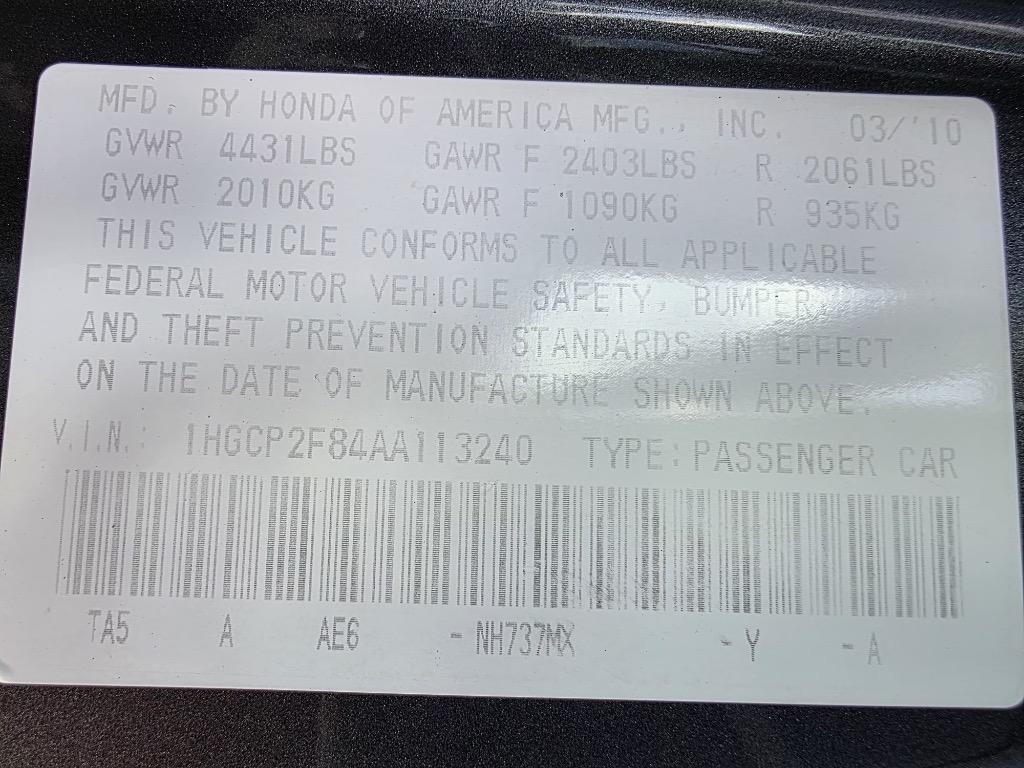 MFD. BY HONDA OF AMERICA MFG., INC. 03/'10
GVWR 4431LBS GAWR F 2403LBS R 2061LBS
GVWR 2010KG GAWR F 1090KG R 935KG
THIS VEHICLE CONFORMS TO ALL APPLICABLE
FEDERAL MOTOR VEHICLE SAFETY, BUMPER,
AND THEFT PREVENTION STANDARDS IN EFFECT
ON THE DATE OF MANUFACTURE SHOWN ABOVE.
V.I.N.: 1HGCP2F84AA113240 TYPE: PASSENGER CAR
TA5 A AE6 - NH737MX - Y - A